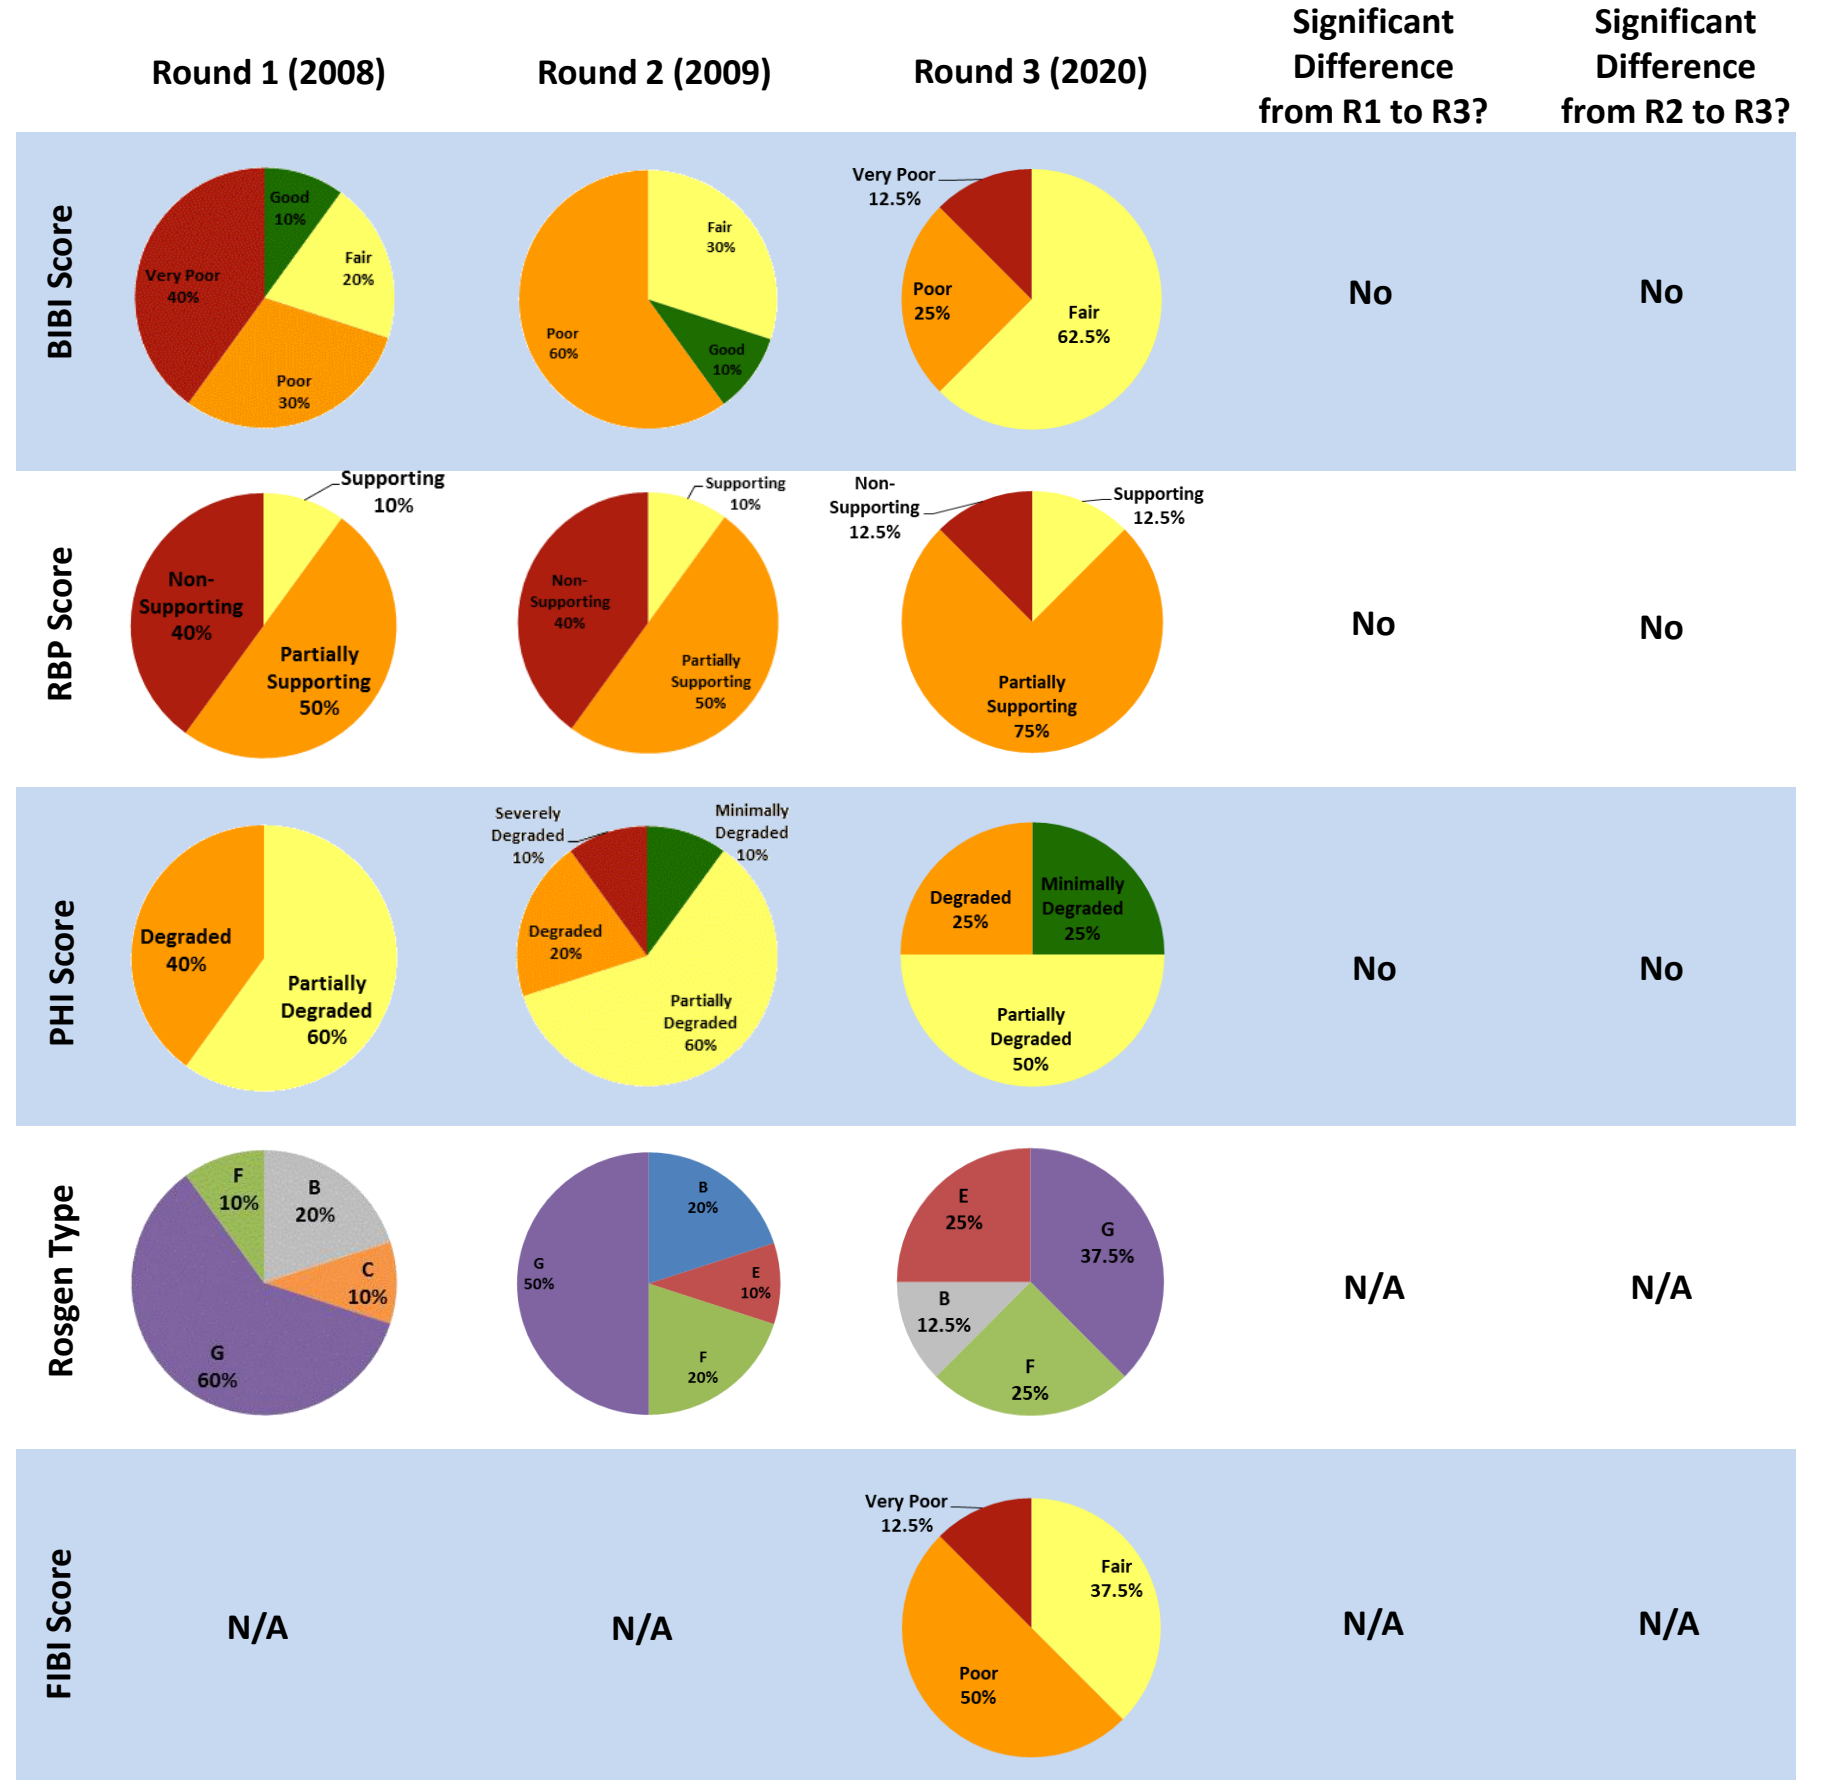 Significant
Difference
from R1 to R3?
Significant
Difference
from R2 to R3?
Round 1 (2008)
Round 2 (2009)
Round 3 (2020)
BIBI Score
Good
10%
Fair
20%
Poor
30%
Very Poor
40%
Fair
30%
Good
10%
Poor
60%
Very Poor
12.5%
Poor
25%
Fair
62.5%
No
No
RBP Score
Supporting
10%
Non-
Supporting
40%
Partially
Supporting
50%
Supporting
10%
Non-
Supporting
40%
Partially
Supporting
50%
Non-
Supporting
12.5%
Supporting
12.5%
Partially
Supporting
75%
No
No
PHI Score
Degraded
40%
Partially
Degraded
60%
Severely
Degraded
10%
Minimally
Degraded
10%
Degraded
20%
Partially
Degraded
60%
Degraded
25%
Minimally
Degraded
25%
Partially
Degraded
50%
No
No
Rosgen Type
F
10%
B
20%
C
10%
G
60%
B
20%
E
10%
F
20%
G
50%
E
25%
G
37.5%
B
12.5%
F
25%
N/A
N/A
FIBI Score
N/A
N/A
Very Poor
12.5%
Fair
37.5%
Poor
50%
N/A
N/A